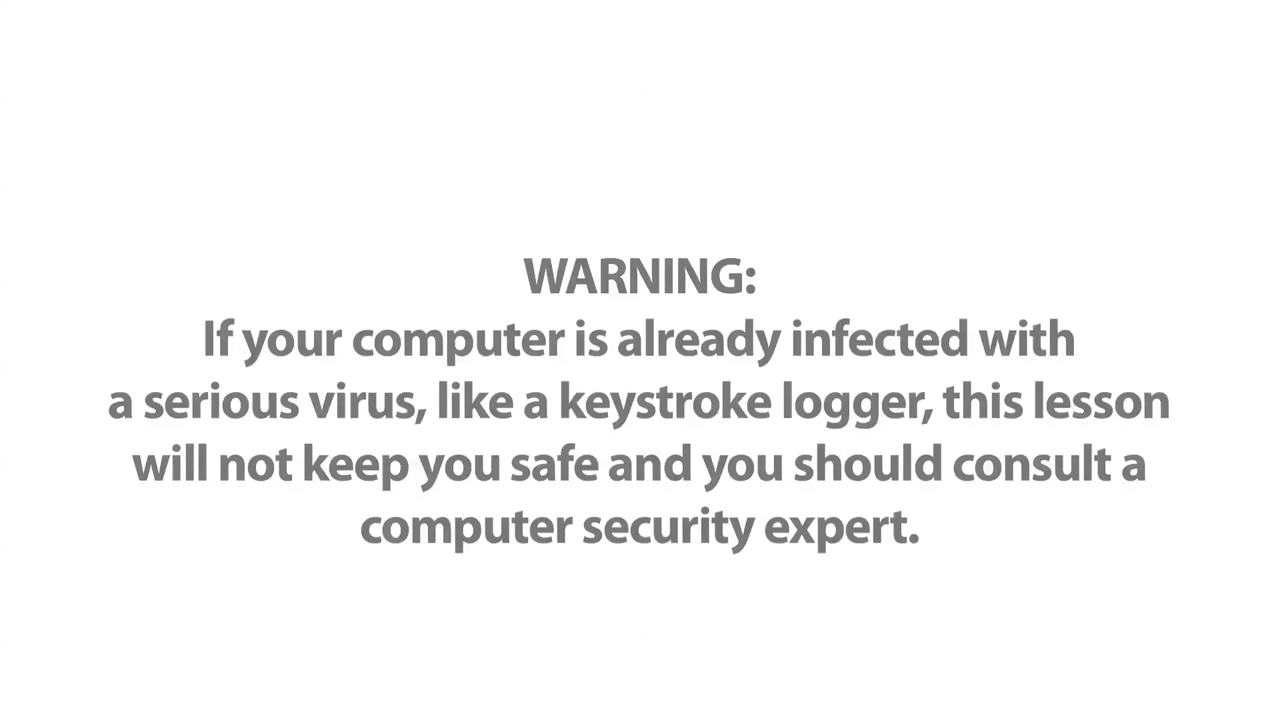 WARNING:
If your computer is already infected with
a serious virus, like a keystroke logger, this lesson
will not keep you safe and you should consult a
computer security expert.